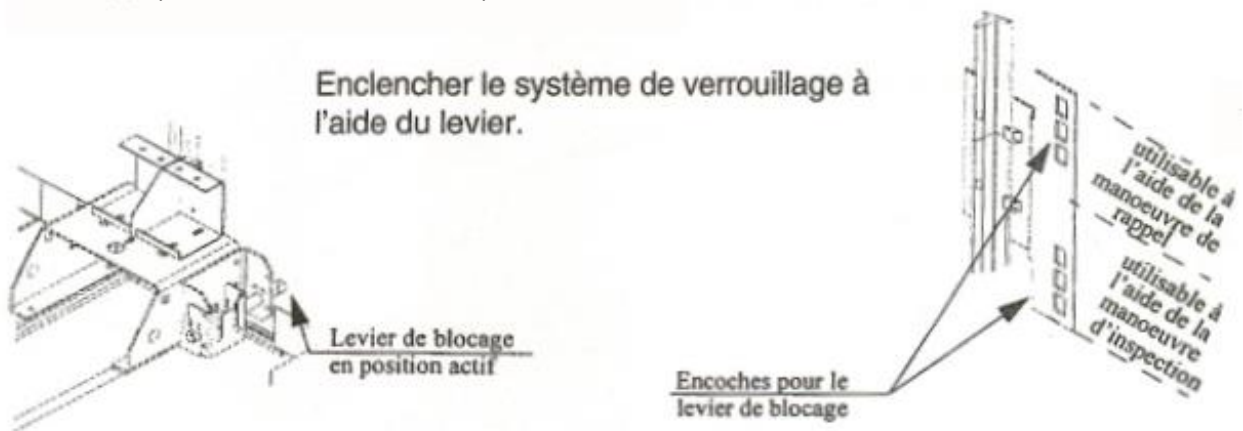 Enclencher le système de verrouillage à
l'aide du levier.
utilisable à
l'aide de la
manoeuvre de
rappel
utilisable à
l'aide de la
manoeuvre
d'inspection
Levier de blocage
en position actif
Encoches pour le
levier de blocage